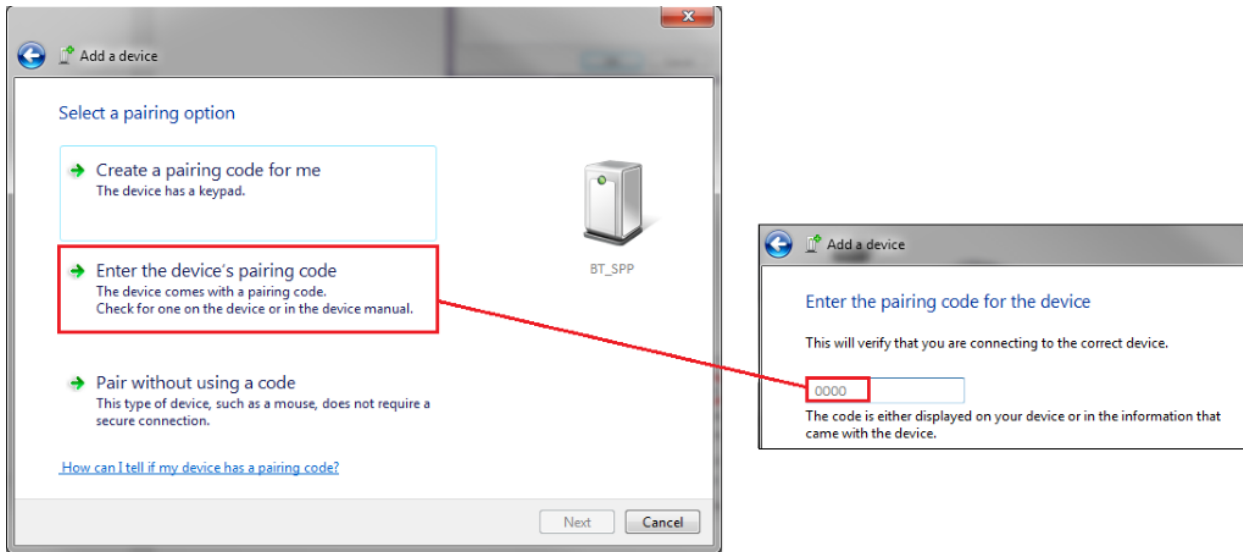 Add a device
Select a pairing option
Create a pairing code for me
The device has a keypad.
Enter the device's pairing code
The device comes with a pairing code.
Check for one on the device or in the device manual.
BT_SPP
Pair without using a code
This type of device, such as a mouse, does not require a
secure connection.
How can I tell if my device has a pairing code?
Next
Cancel
Add a device
Enter the pairing code for the device
This will verify that you are connecting to the correct device.
0000
The code is either displayed on your device or in the information that
came with the device.